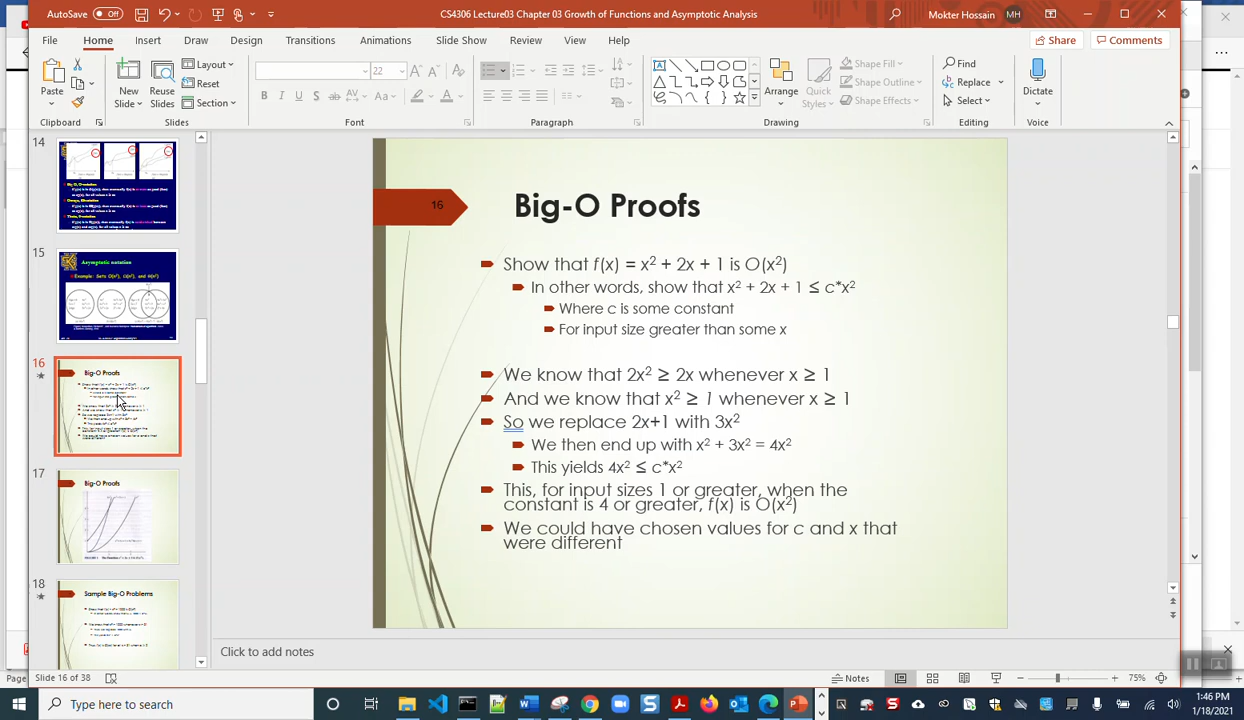 AutoSave
Off
CS4306 Lecture03 Chapter 03 Growth of Functions and Asymptotic Analysis
Mokter Hossain
MH
File
Home
Insert
Draw
Design
Transitions
Animations
Slide Show
Review
View
Help
Share
Comments
Paste
New
Slide
Reuse
Slides
Layout
Reset
Section
22
B
I
U
S
ab
AV
Aa
A
Arrange
Quick
Styles
Shape Fill
Shape Outline
Shape Effects
Find
Replace
Select
Dictate
Clipboard
Slides
Font
Paragraph
Drawing
Editing
Voice
14
15
Asymptotic notation
16
Big-O Proofs
17
Big-O Proofs
18
Sample Big-O Problems
16
Big-O Proofs
Show that f(x) = x² + 2x + 1 is O(x²)
In other words, show that x² + 2x + 1 ≤ c*x²
Where c is some constant
For input size greater than some x
We know that 2x² ≥ 2x whenever x ≥ 1
And we know that x² ≥ 1 whenever x ≥ 1
So we replace 2x+1 with 3x²
We then end up with x² + 3x² = 4x²
This yields 4x² ≤ c*x²
This, for input sizes 1 or greater, when the
constant is 4 or greater, f(x) is O(x²)
We could have chosen values for c and x that
were different
Click to add notes
Page
Slide 16 of 38
Notes
75%
Type here to search
1:46 PM
1/18/2021